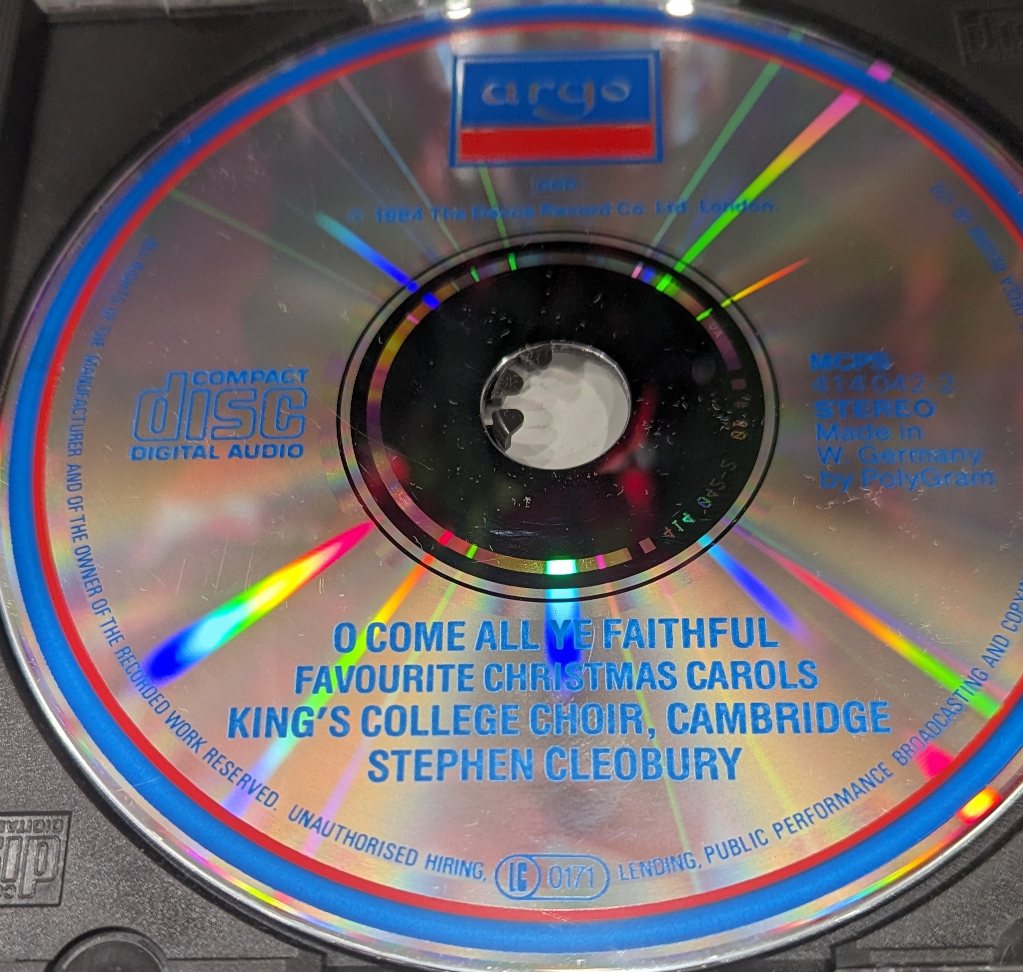 argo
DDD
℗ 1984 The Decca Record Co. Ltd. London.
COMPACT
disc
DIGITAL AUDIO
MCPS
414 042-2
STEREO
Made in
W. Germany
by PolyGram
O COME ALL YE FAITHFUL
FAVOURITE CHRISTMAS CAROLS
KING'S COLLEGE CHOIR, CAMBRIDGE
STEPHEN CLEOBURY
ALL RIGHTS OF THE MANUFACTURER AND OF THE OWNER OF THE RECORDED WORK RESERVED. UNAUTHORISED HIRING, LENDING, PUBLIC PERFORMANCE BROADCASTING AND
LC 0171
DIGITAL